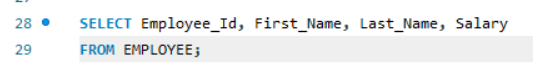 28 SELECT Employee_Id, First_Name, Last_Name, Salary
29 FROM EMPLOYEE;